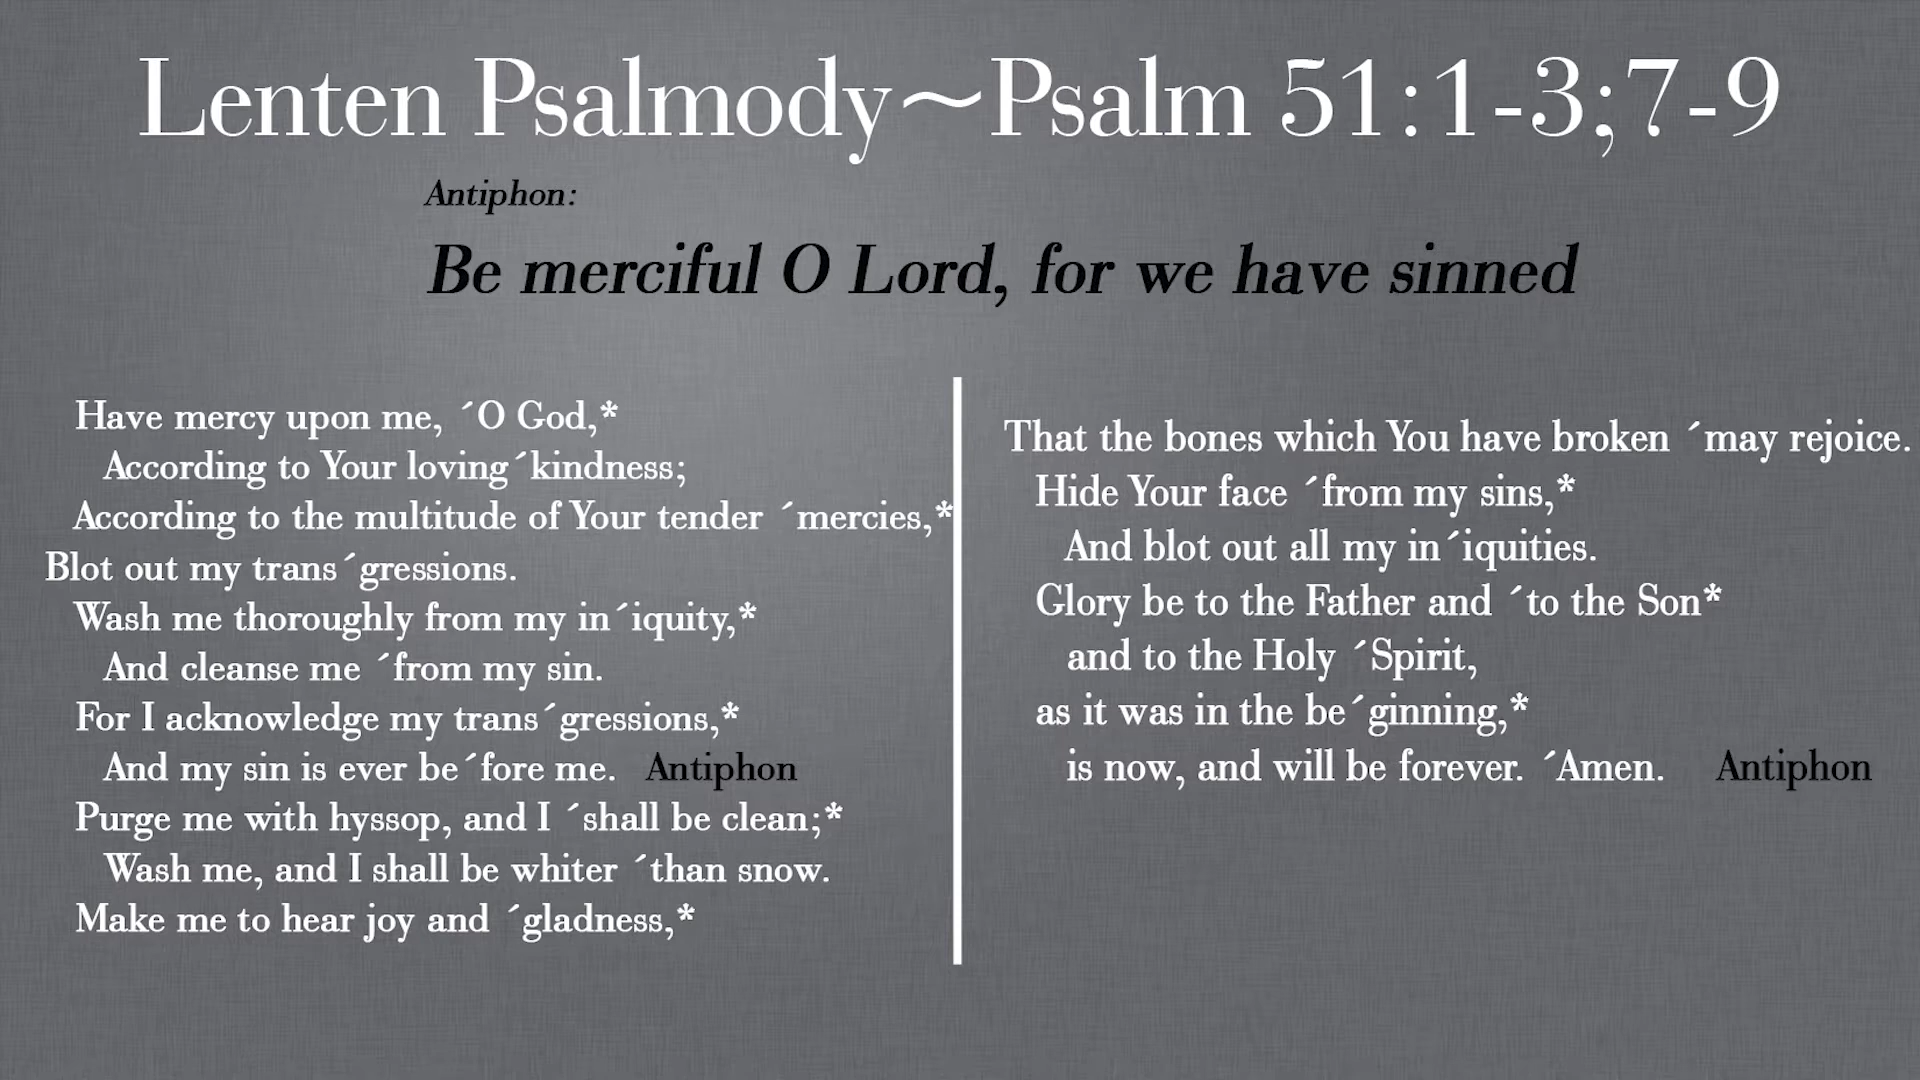 Lenten Psalmody~Psalm 51:1-3;7-9
Antiphon:
Be merciful O Lord, for we have sinned
Have mercy upon me, ´O God,*
According to Your loving´kindness;
According to the multitude of Your tender ´mercies,*
Blot out my trans´gressions.
Wash me thoroughly from my in´iquity,*
And cleanse me ´from my sin.
For I acknowledge my trans´gressions,*
And my sin is ever be´fore me. Antiphon
Purge me with hyssop, and I ´shall be clean;*
Wash me, and I shall be whiter ´than snow.
Make me to hear joy and ´gladness,*
That the bones which You have broken ´may rejoice.
Hide Your face ´from my sins,*
And blot out all my in´iquities.
Glory be to the Father and ´to the Son*
and to the Holy ´Spirit,
as it was in the be´ginning,*
is now, and will be forever. ´Amen. Antiphon